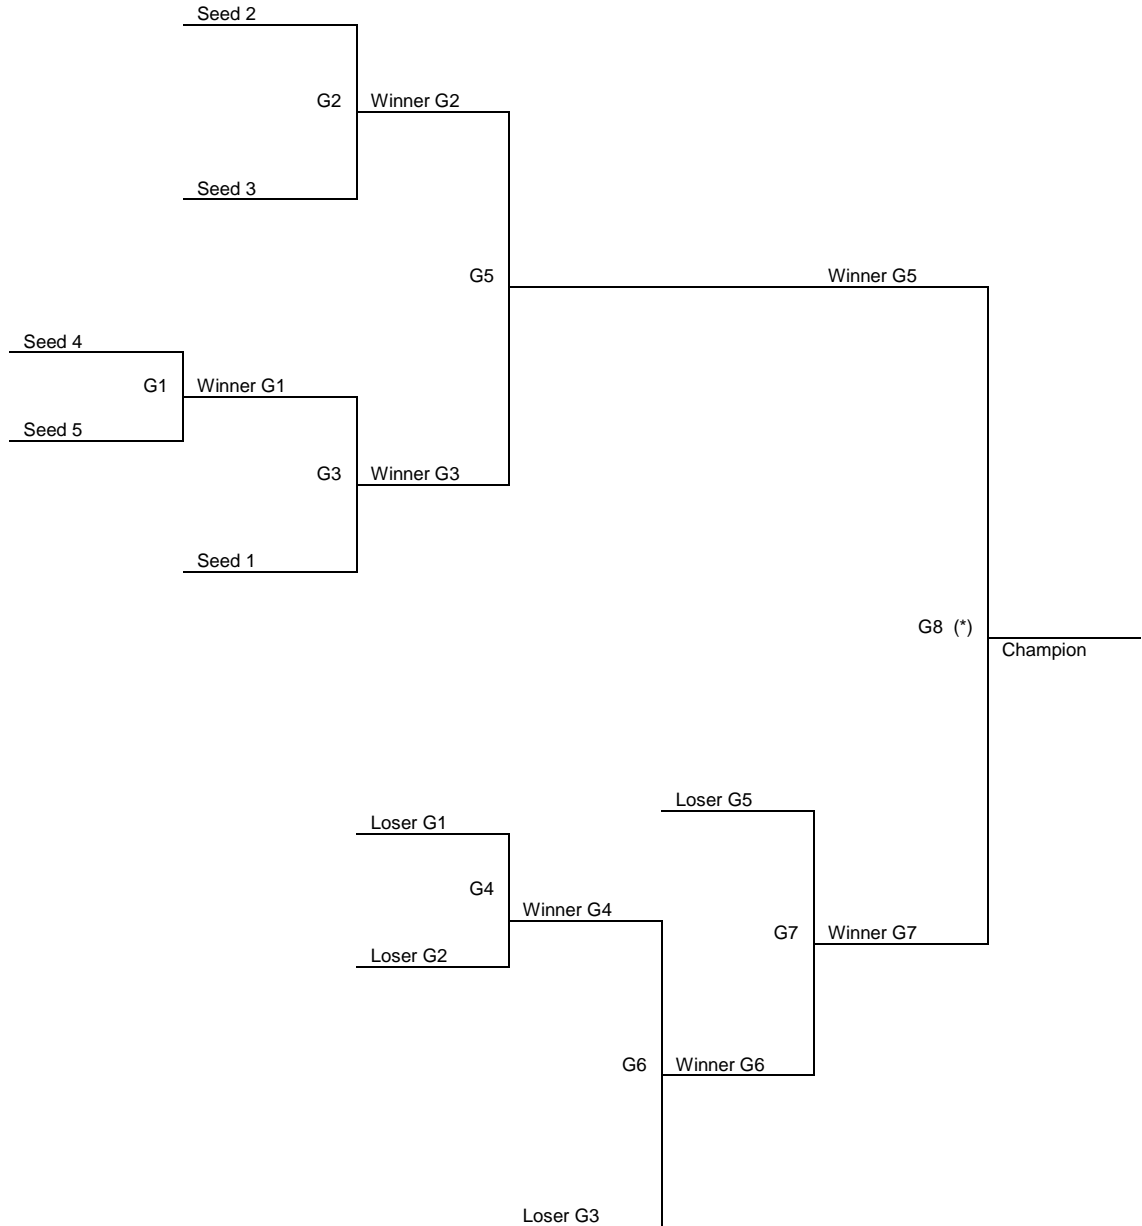 Seed 2
G2
Winner G2
Seed 3
G5
Winner G5
Seed 4
G1
Winner G1
Seed 5
G3
Winner G3
Seed 1
G8 (*)
Champion
Loser G5
Loser G1
G4
Winner G4
G7
Winner G7
Loser G2
G6
Winner G6
Loser G3